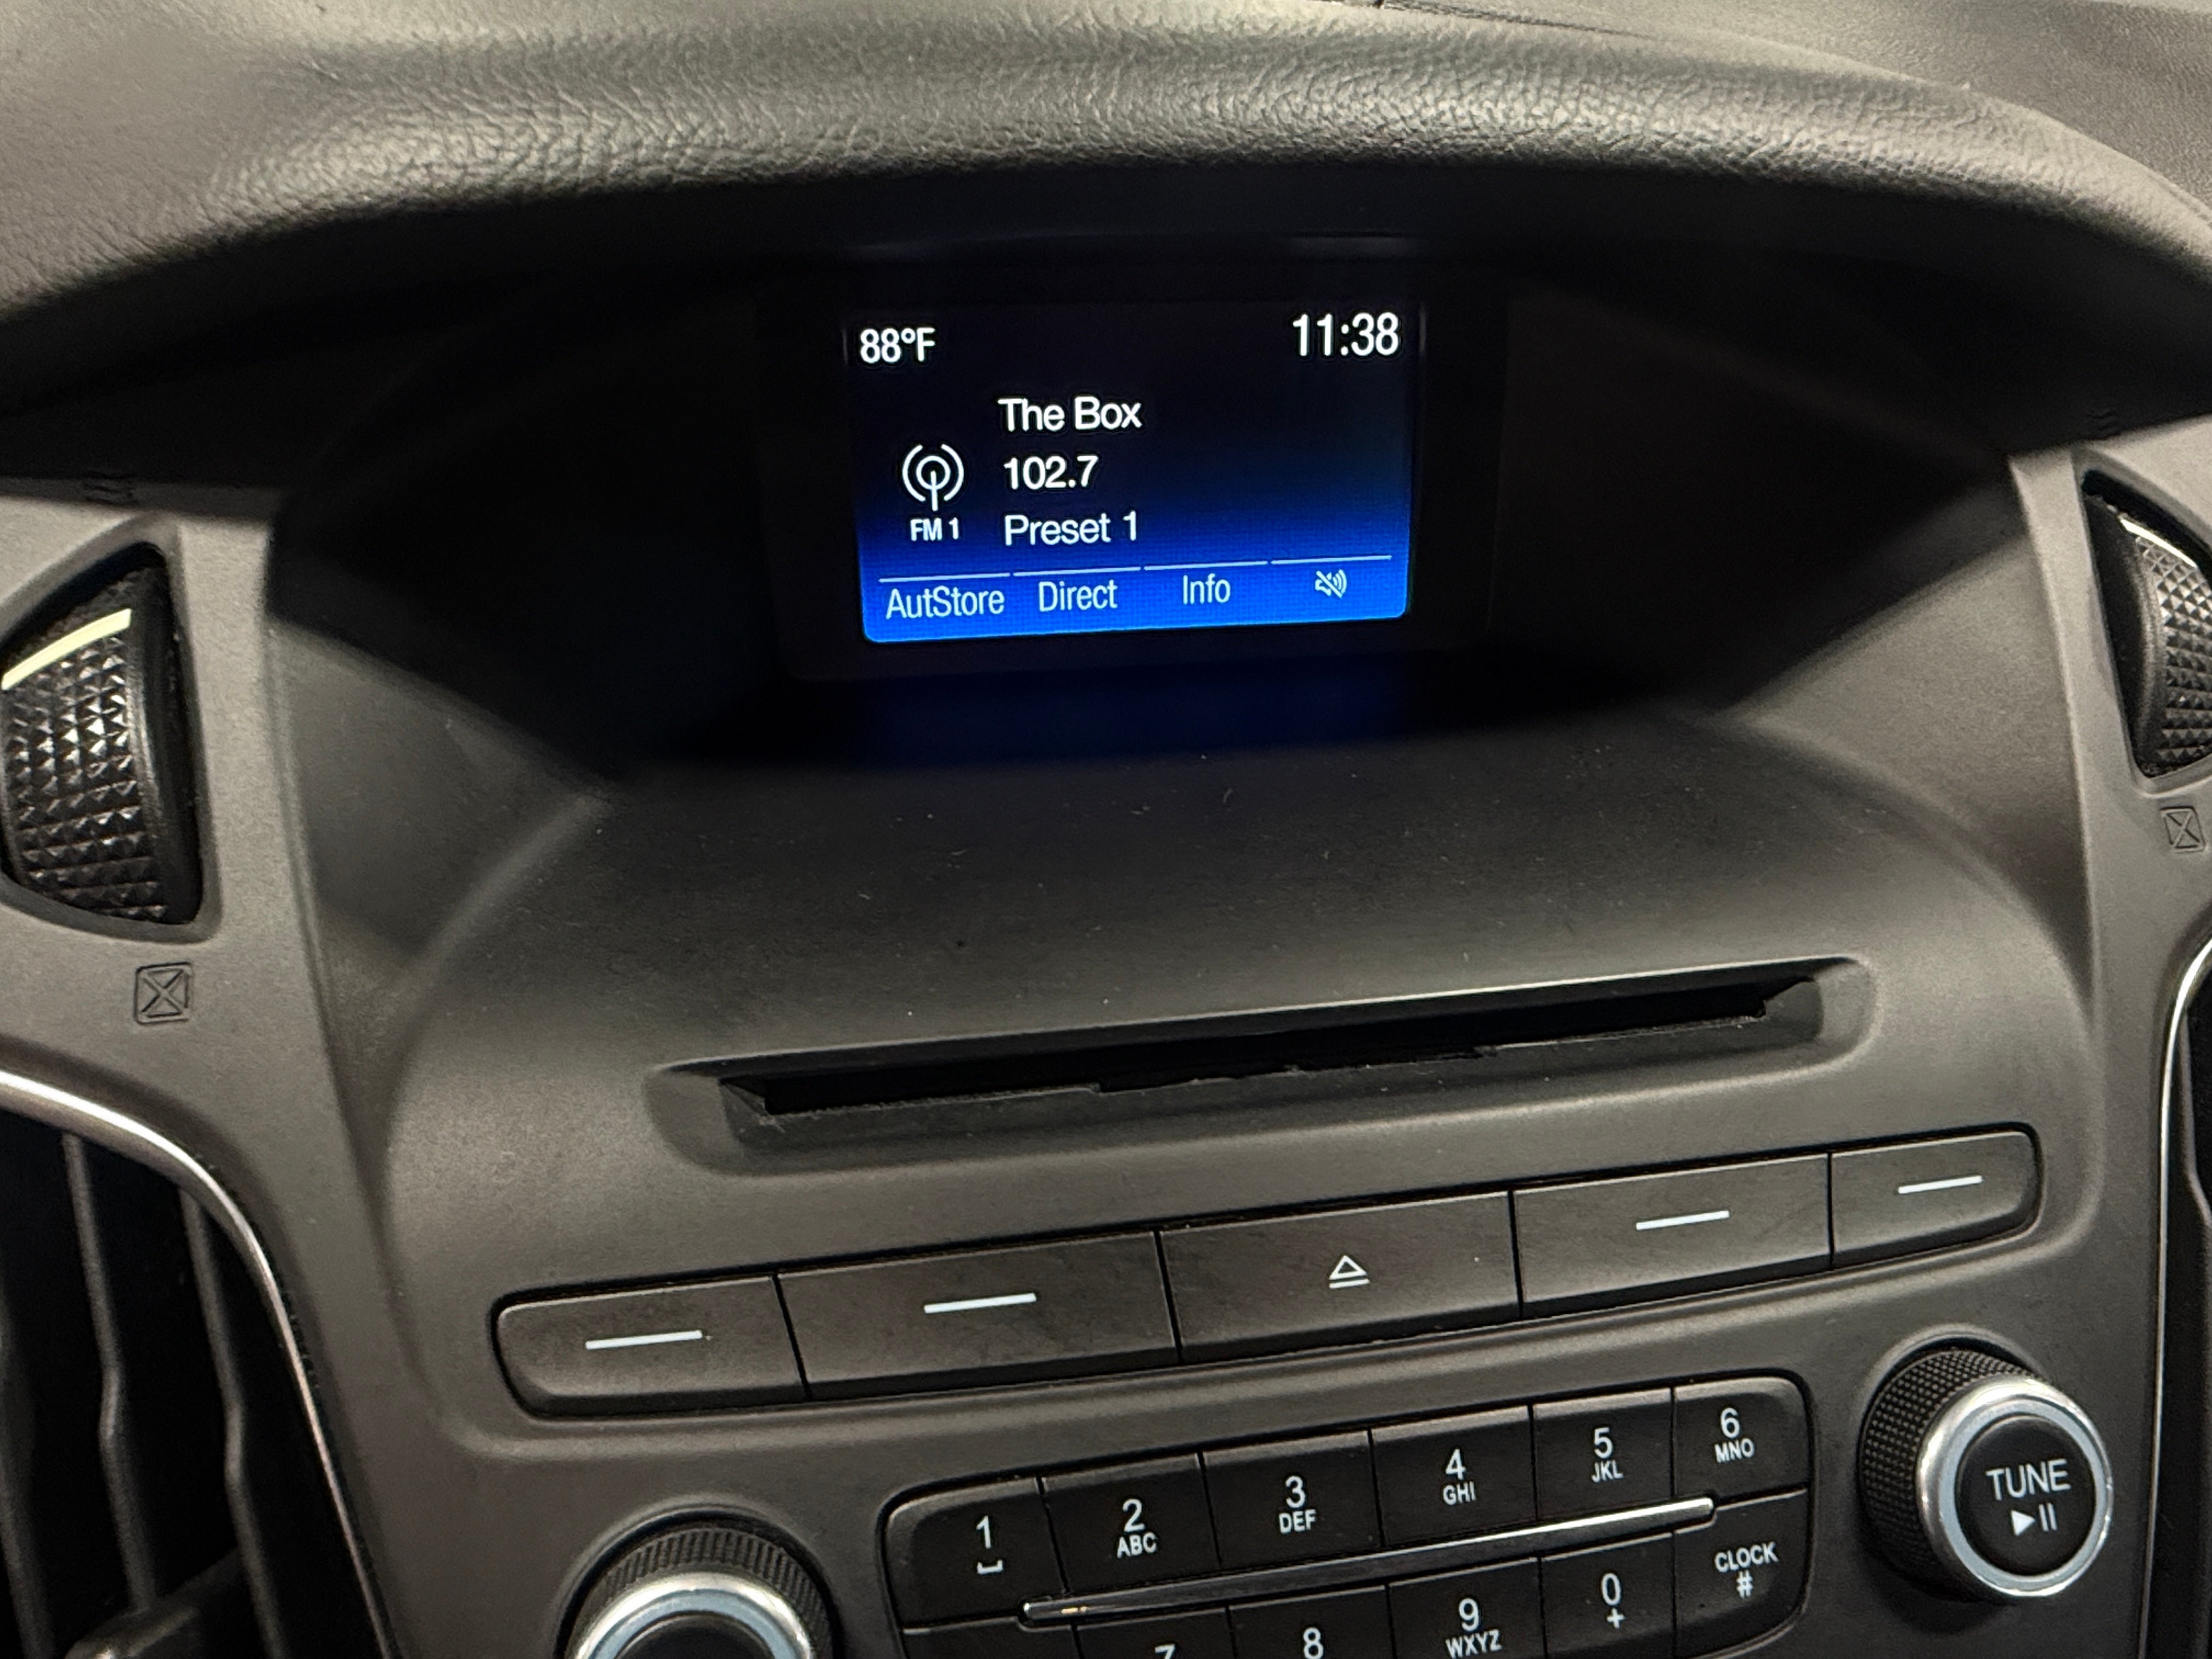 88°F 11:38
The Box
102.7
FM 1 Preset 1
AutStore Direct Info
1 2 3 4 5 6
ABC DEF GHI JKL MNO
TUNE
7 8 9 0 CLOCK
WXYZ + #